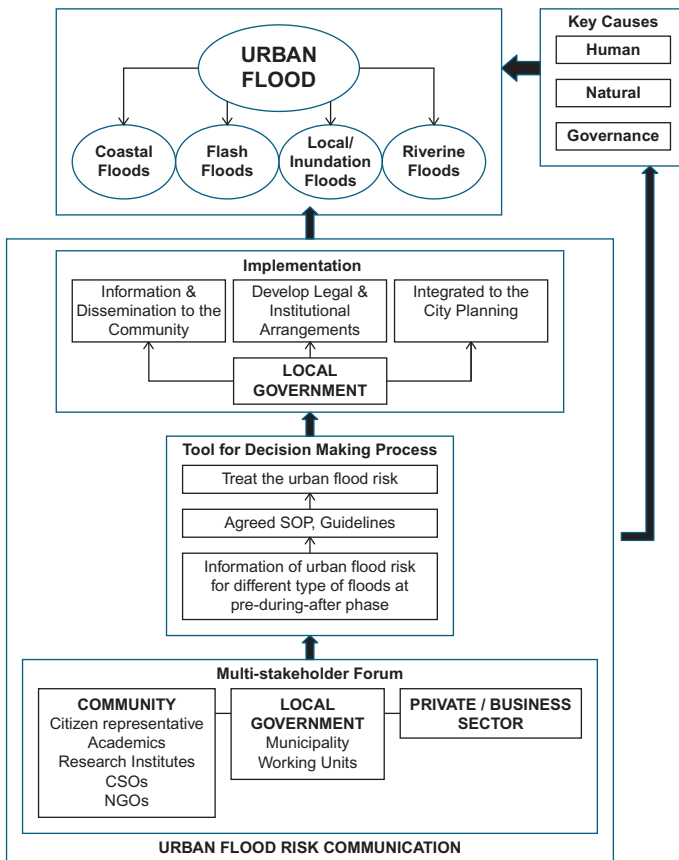 URBAN
FLOOD
Coastal
Floods
Flash
Floods
Local/
Inundation
Floods
Riverine
Floods
Key Causes
Human
Natural
Governance
Implementation
Information &
Dissemination to the
Community
Develop Legal &
Institutional
Arrangements
Integrated to the
City Planning
LOCAL
GOVERNMENT
Tool for Decision Making Process
Treat the urban flood risk
Agreed SOP, Guidelines
Information of urban flood risk
for different type of floods at
pre-during-after phase
Multi-stakeholder Forum
COMMUNITY
Citizen representative
Academics
Research Institutes
CSOs
NGOs
LOCAL
GOVERNMENT
Municipality
Working Units
PRIVATE / BUSINESS
SECTOR
URBAN FLOOD RISK COMMUNICATION